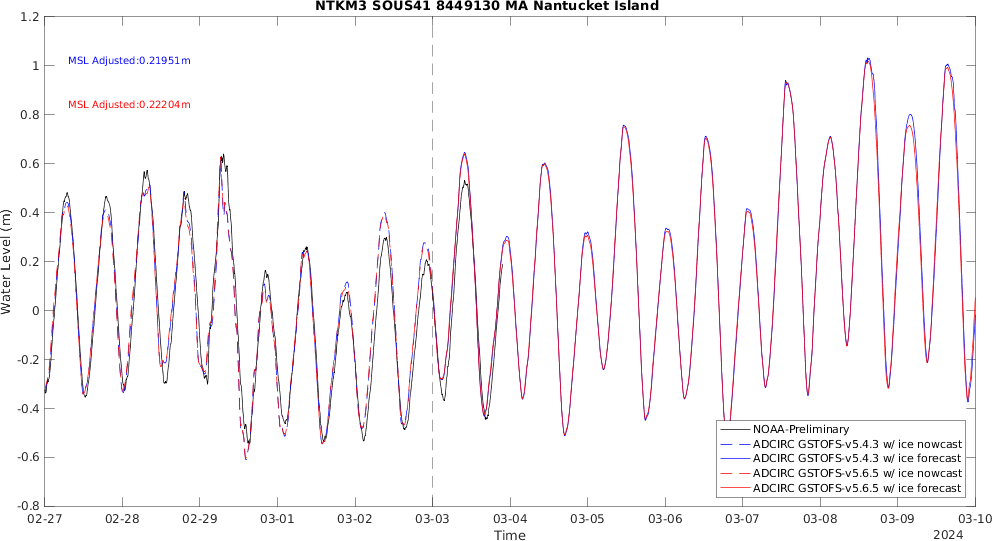 NTKM3 SOUS41 8449130 MA Nantucket Island
MSL Adjusted:0.21951m
MSL Adjusted:0.22204m
Water Level (m)
1.2
1
0.8
0.6
0.4
0.2
0
-0.2
-0.4
-0.6
-0.8
NOAA-Preliminary
ADCIRC GSTOFS-v5.4.3 w/ ice nowcast
ADCIRC GSTOFS-v5.4.3 w/ ice forecast
ADCIRC GSTOFS-v5.6.5 w/ ice nowcast
ADCIRC GSTOFS-v5.6.5 w/ ice forecast
02-27 02-28 02-29 03-01 03-02 03-03 03-04 03-05 03-06 03-07 03-08 03-09 03-10
Time
2024